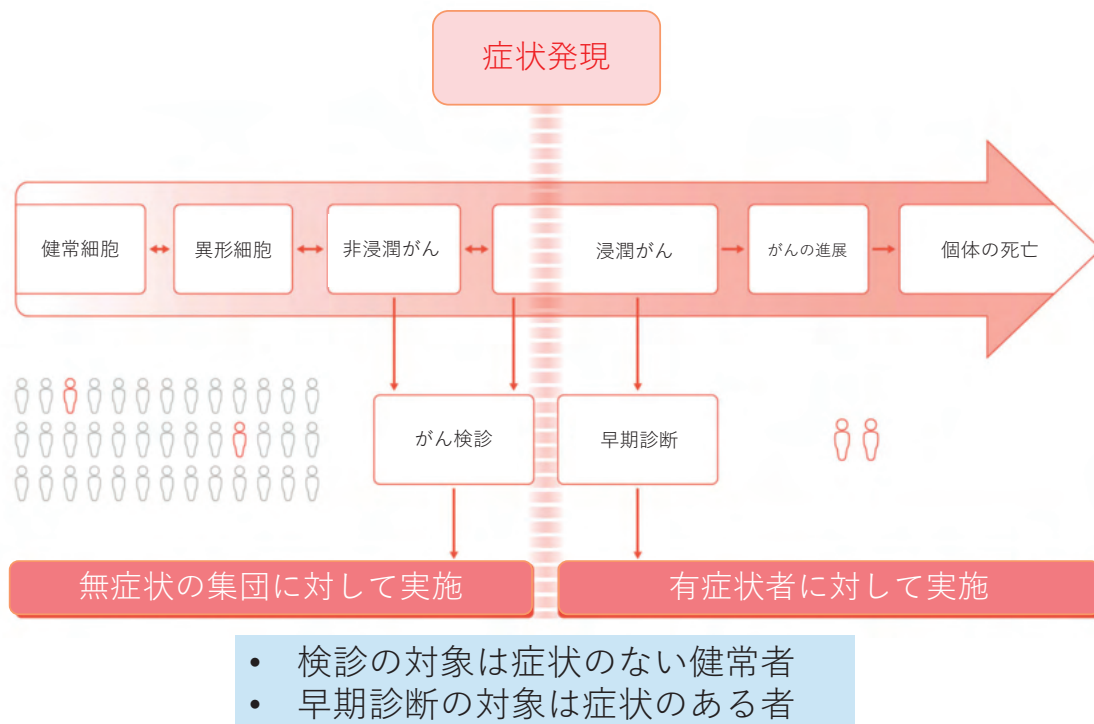 症状発現
健常細胞
異形細胞
非浸潤がん
浸潤がん
がんの進展
個体の死亡
がん検診
早期診断
無症状の集団に対して実施
有症状者に対して実施
• 検診の対象は症状のない健常者
• 早期診断の対象は症状のある者